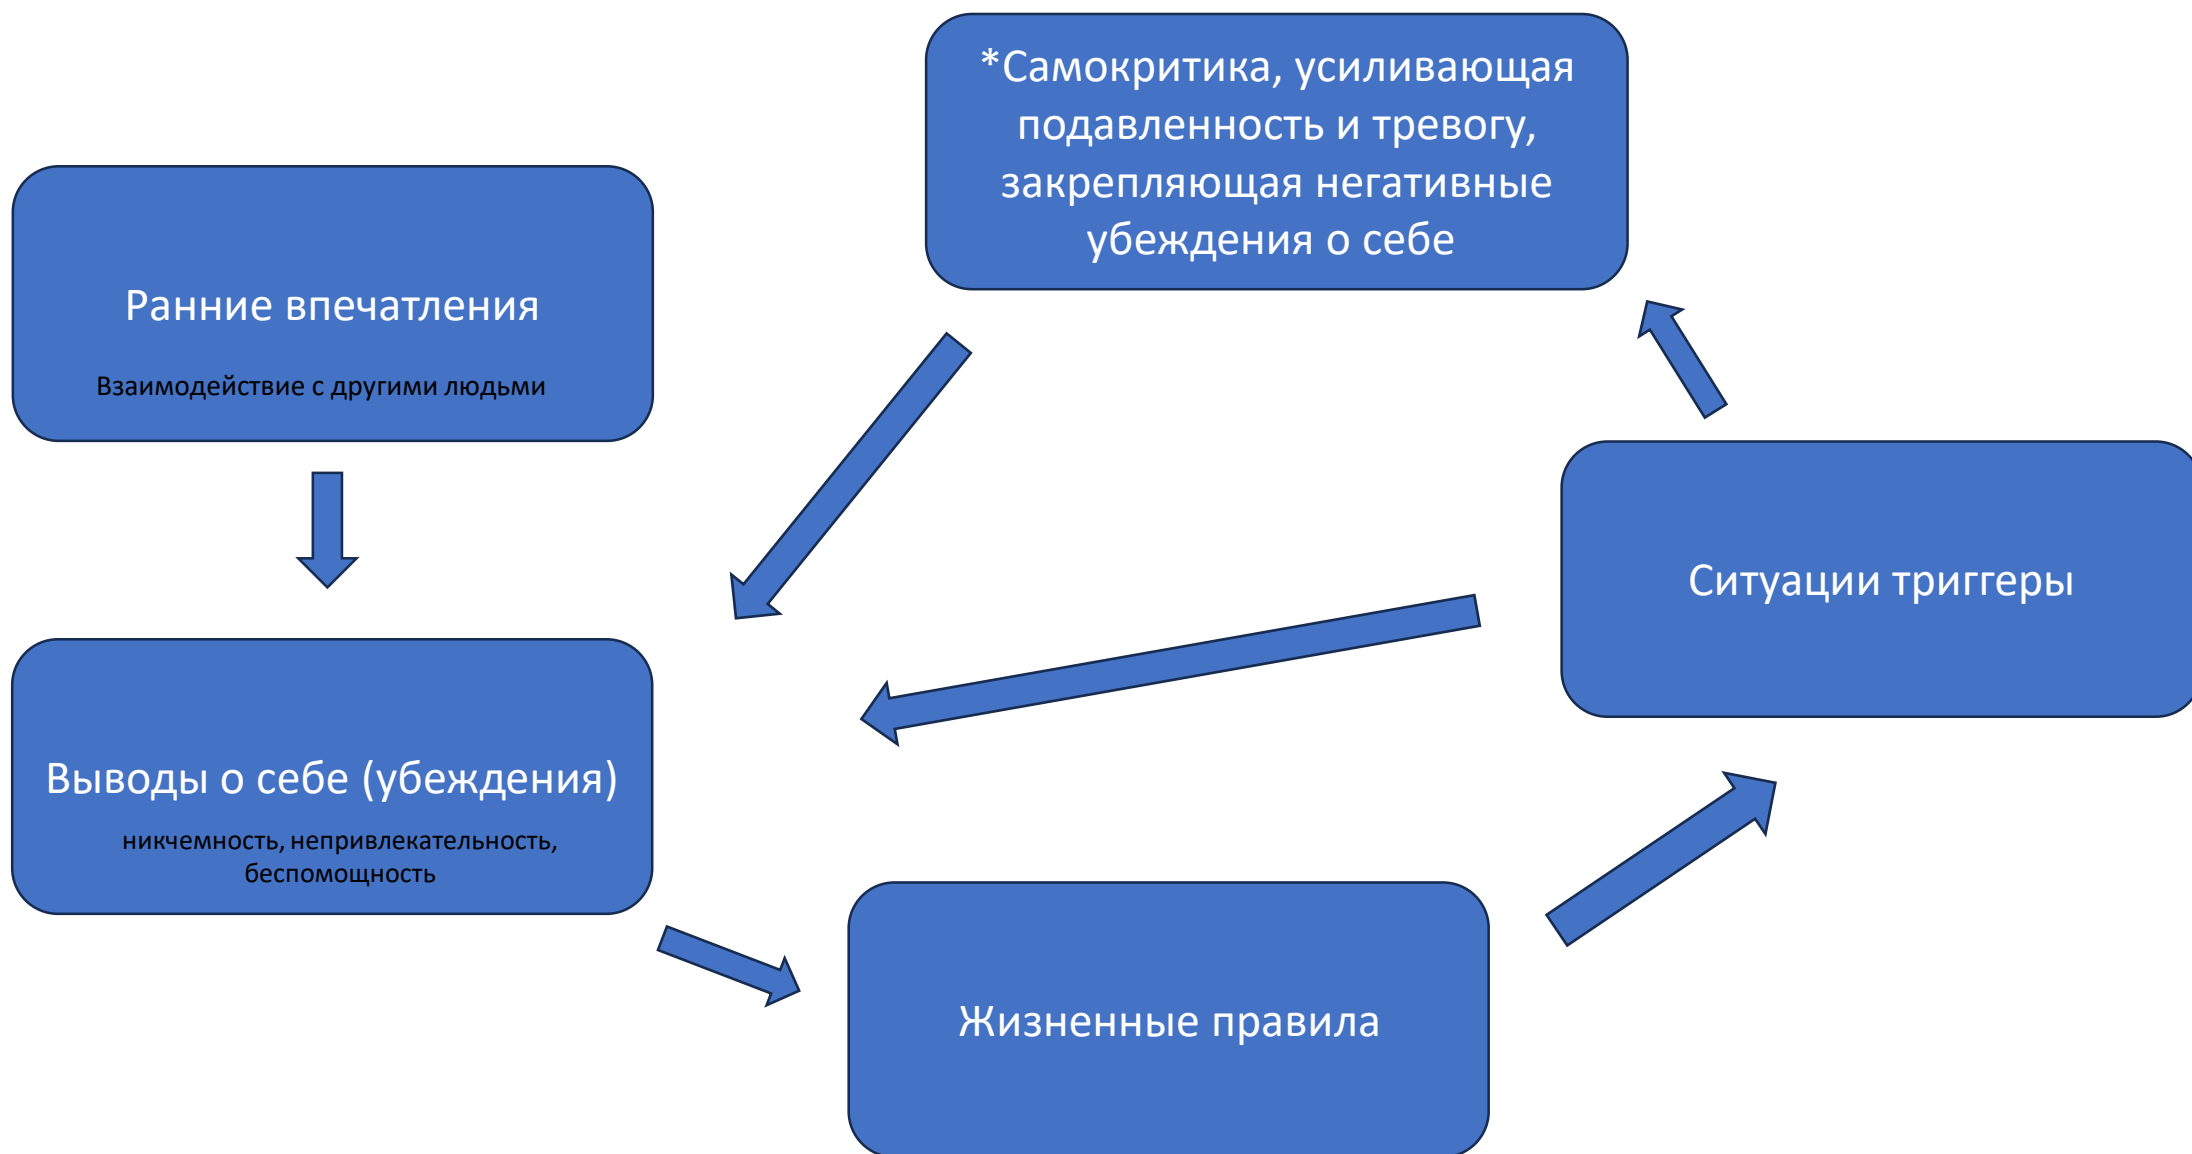 *Самокритика, усиливающая
подавленность и тревогу,
закрепляющая негативные
убеждения о себе
Ранние впечатления
Взаимодействие с другими людьми
Ситуации триггеры
Выводы о себе (убеждения)
никчемность, непривлекательность,
беспомощность
Жизненные правила